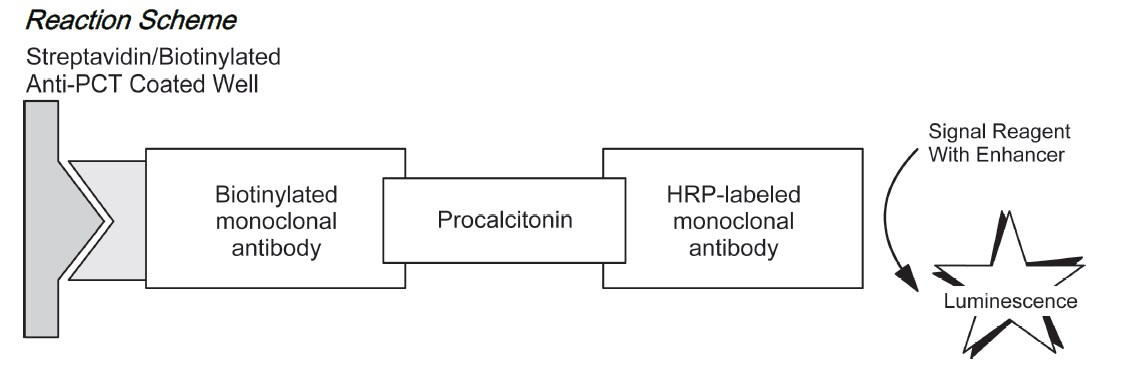 Reaction Scheme
Streptavidin/Biotinylated
Anti-PCT Coated Well
Biotinylated
monoclonal
antibody
Procalcitonin
HRP-labeled
monoclonal
antibody
Signal Reagent
With Enhancer
Luminescence